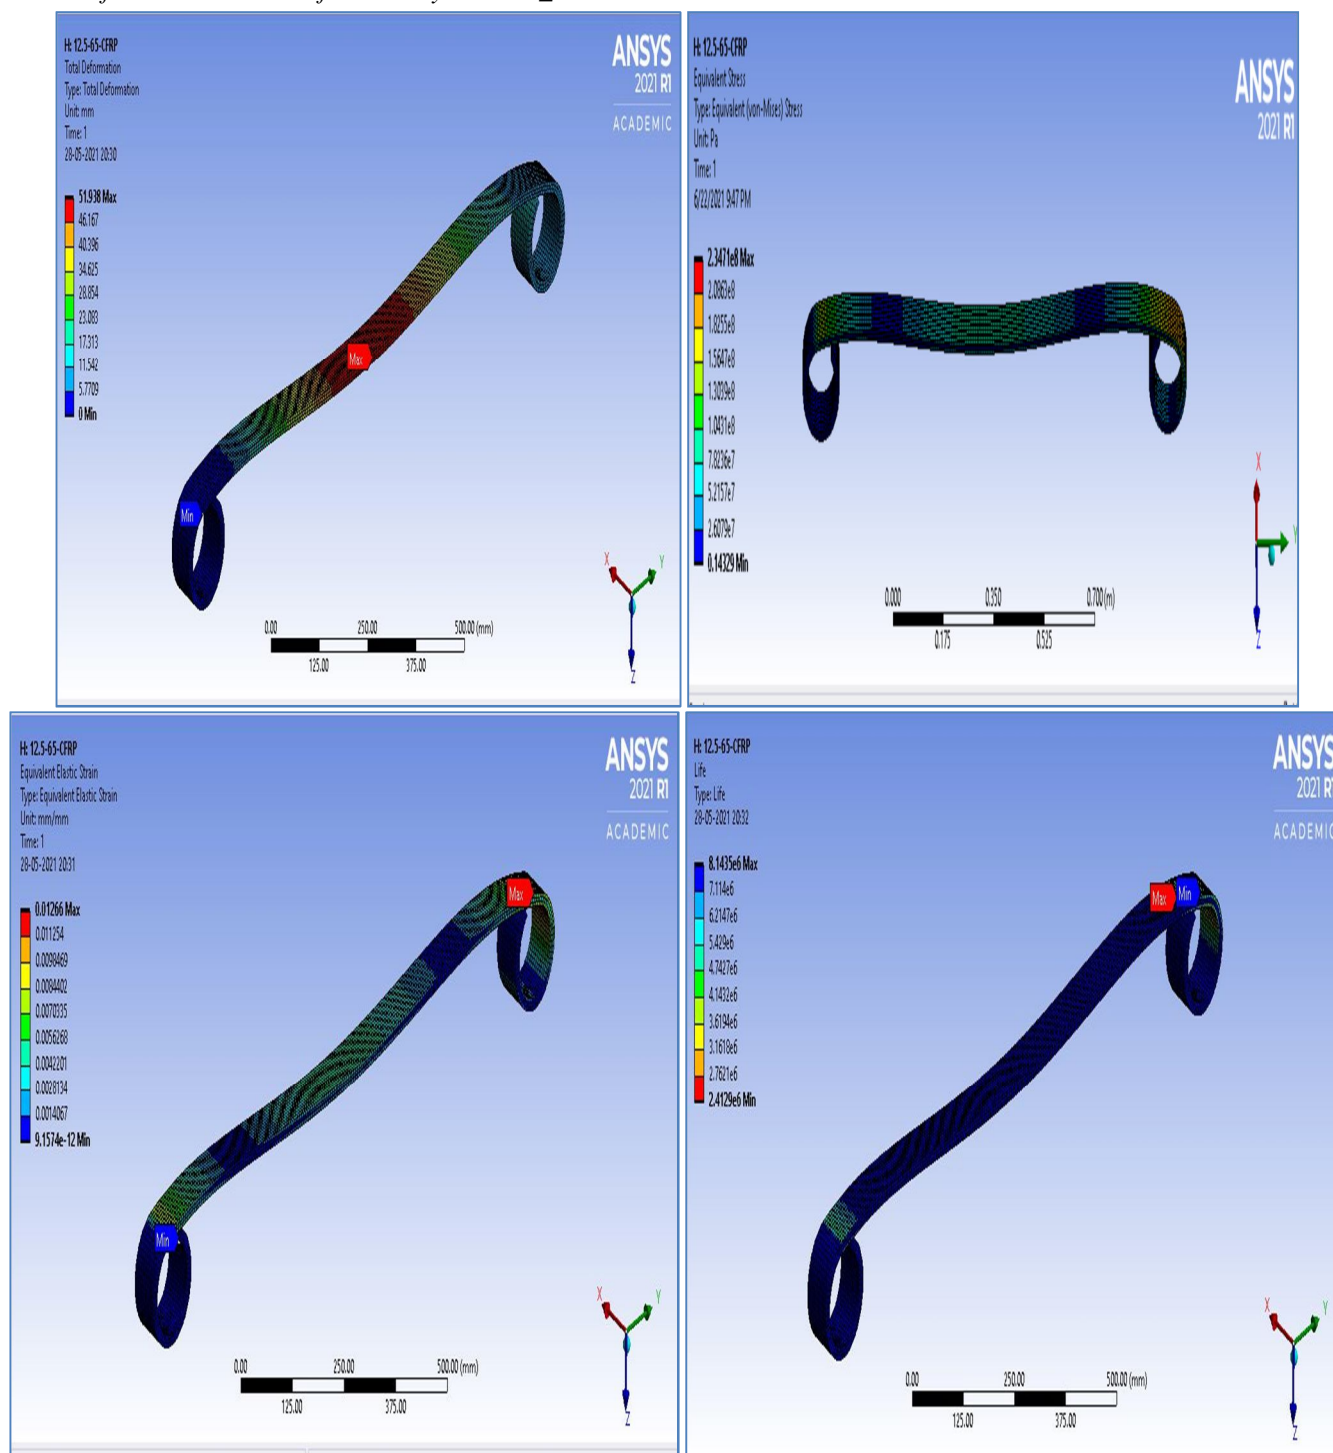 H: 12.5-65-CFRP
Total Deformation
Type: Total Deformation
Unit: mm
Time: 1
28-05-2021 20:30
51.938 Max
46.167
40.396
34.625
28.854
23.083
17.313
11.542
5.7709
0 Min
ANSYS
2021 R1
ACADEMIC
Max
Min
0.00 250.00 500.00 (mm)
125.00 375.00
X
Y
Z
H: 12.5-65-CFRP
Equivalent Stress
Type: Equivalent (von-Mises) Stress
Unit: Pa
Time: 1
6/22/2021 9:47 PM
2.3471e8 Max
2.0863e8
1.8255e8
1.5647e8
1.3039e8
1.0431e8
7.8236e7
5.2157e7
2.6079e7
0.14329 Min
ANSYS
2021 R1
0.000 0.350 0.700 (m)
0.175 0.525
X
Y
Z
H: 12.5-65-CFRP
Equivalent Elastic Strain
Type: Equivalent Elastic Strain
Unit: mm/mm
Time: 1
28-05-2021 20:31
0.01266 Max
0.011254
0.0098469
0.0084402
0.0070335
0.0056268
0.0042201
0.0028134
0.0014067
9.1574e-12 Min
ANSYS
2021 R1
ACADEMIC
Max
Min
0.00 250.00 500.00 (mm)
125.00 375.00
X
Y
Z
H: 12.5-65-CFRP
Life
Type: Life
28-05-2021 20:32
8.1435e6 Max
7.114e6
6.2147e6
5.429e6
4.7427e6
4.1432e6
3.6194e6
3.1618e6
2.7621e6
2.4129e6 Min
ANSYS
2021 R1
ACADEMIC
Max
Min
0.00 250.00 500.00 (mm)
125.00 375.00
X
Y
Z